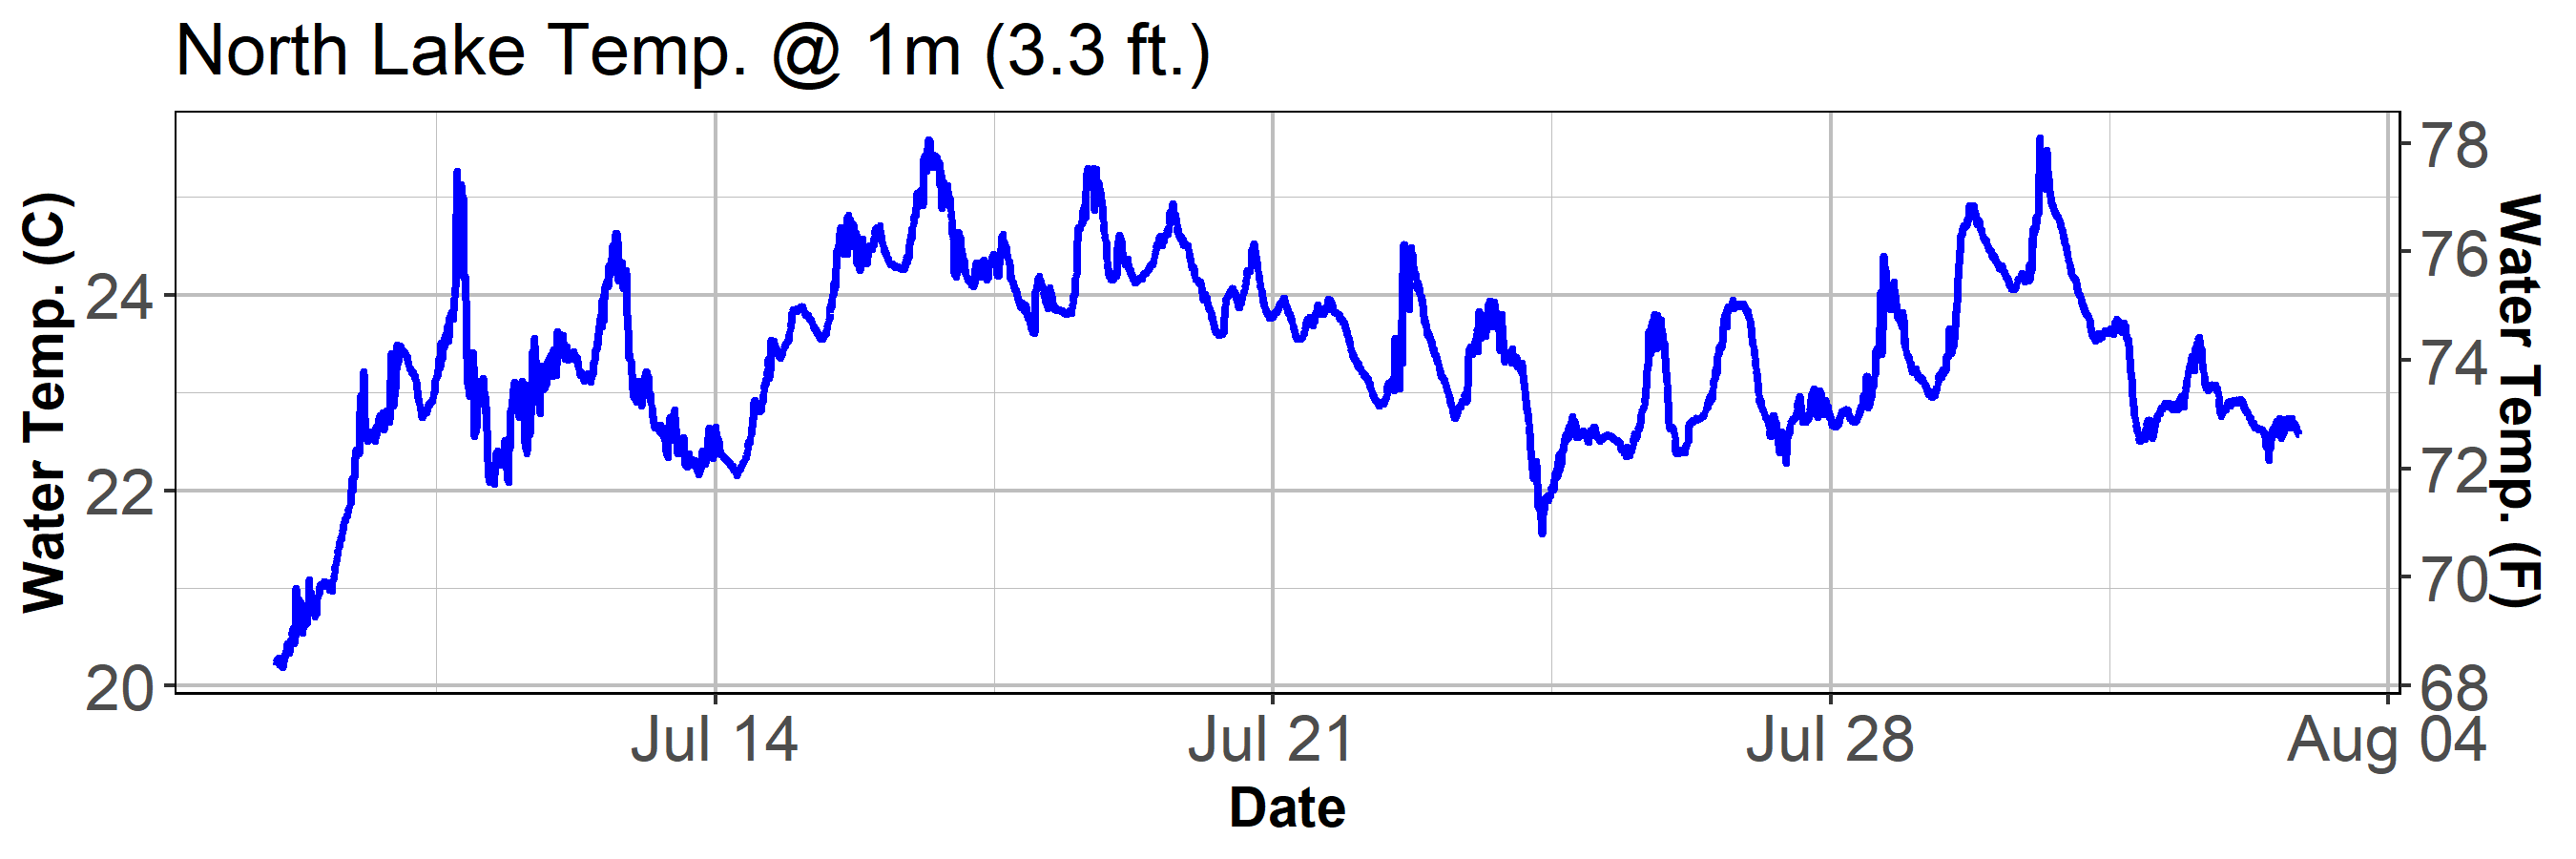 North Lake Temp. @ 1m (3.3 ft.)
Water Temp. (C)
24
22
20
78
76
74
72
70
68
Water Temp. (F)
Jul 14
Jul 21
Jul 28
Aug 04
Date